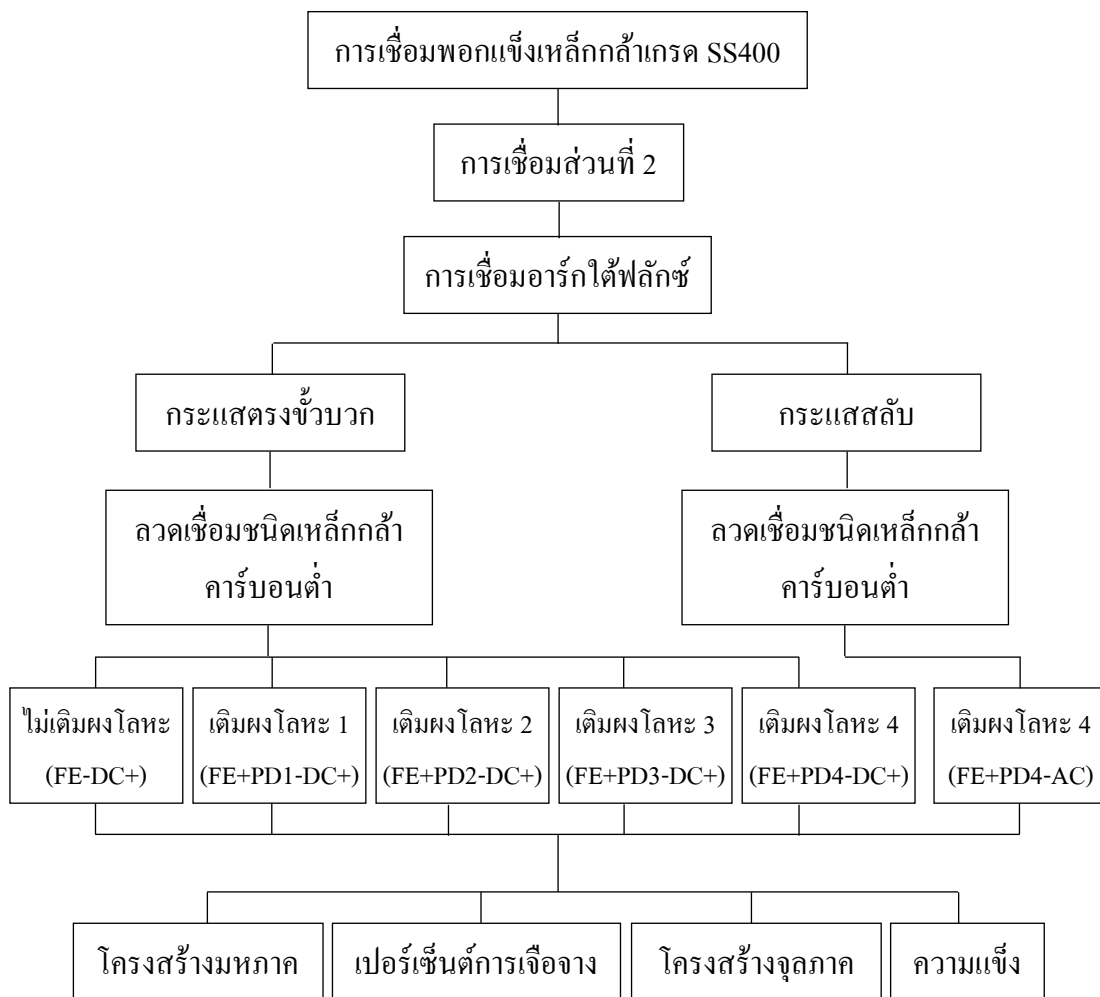 การเชื่อมพอกแข็งเหล็กกล้าเกรด SS400
การเชื่อมส่วนที่ 2
การเชื่อมอาร์กใต้ฟลักซ์
กระแสตรงขั้วบวก
กระแสสลับ
ลวดเชื่อมชนิดเหล็กกล้า
คาร์บอนต่ำ
ลวดเชื่อมชนิดเหล็กกล้า
คาร์บอนต่ำ
ไม่เติมผงโลหะ
(FE-DC+)
เติมผงโลหะ 1
(FE+PD1-DC+)
เติมผงโลหะ 2
(FE+PD2-DC+)
เติมผงโลหะ 3
(FE+PD3-DC+)
เติมผงโลหะ 4
(FE+PD4-DC+)
เติมผงโลหะ 4
(FE+PD4-AC)
โครงสร้างมหภาค
เปอร์เซ็นต์การเจือจาง
โครงสร้างจุลภาค
ความแข็ง